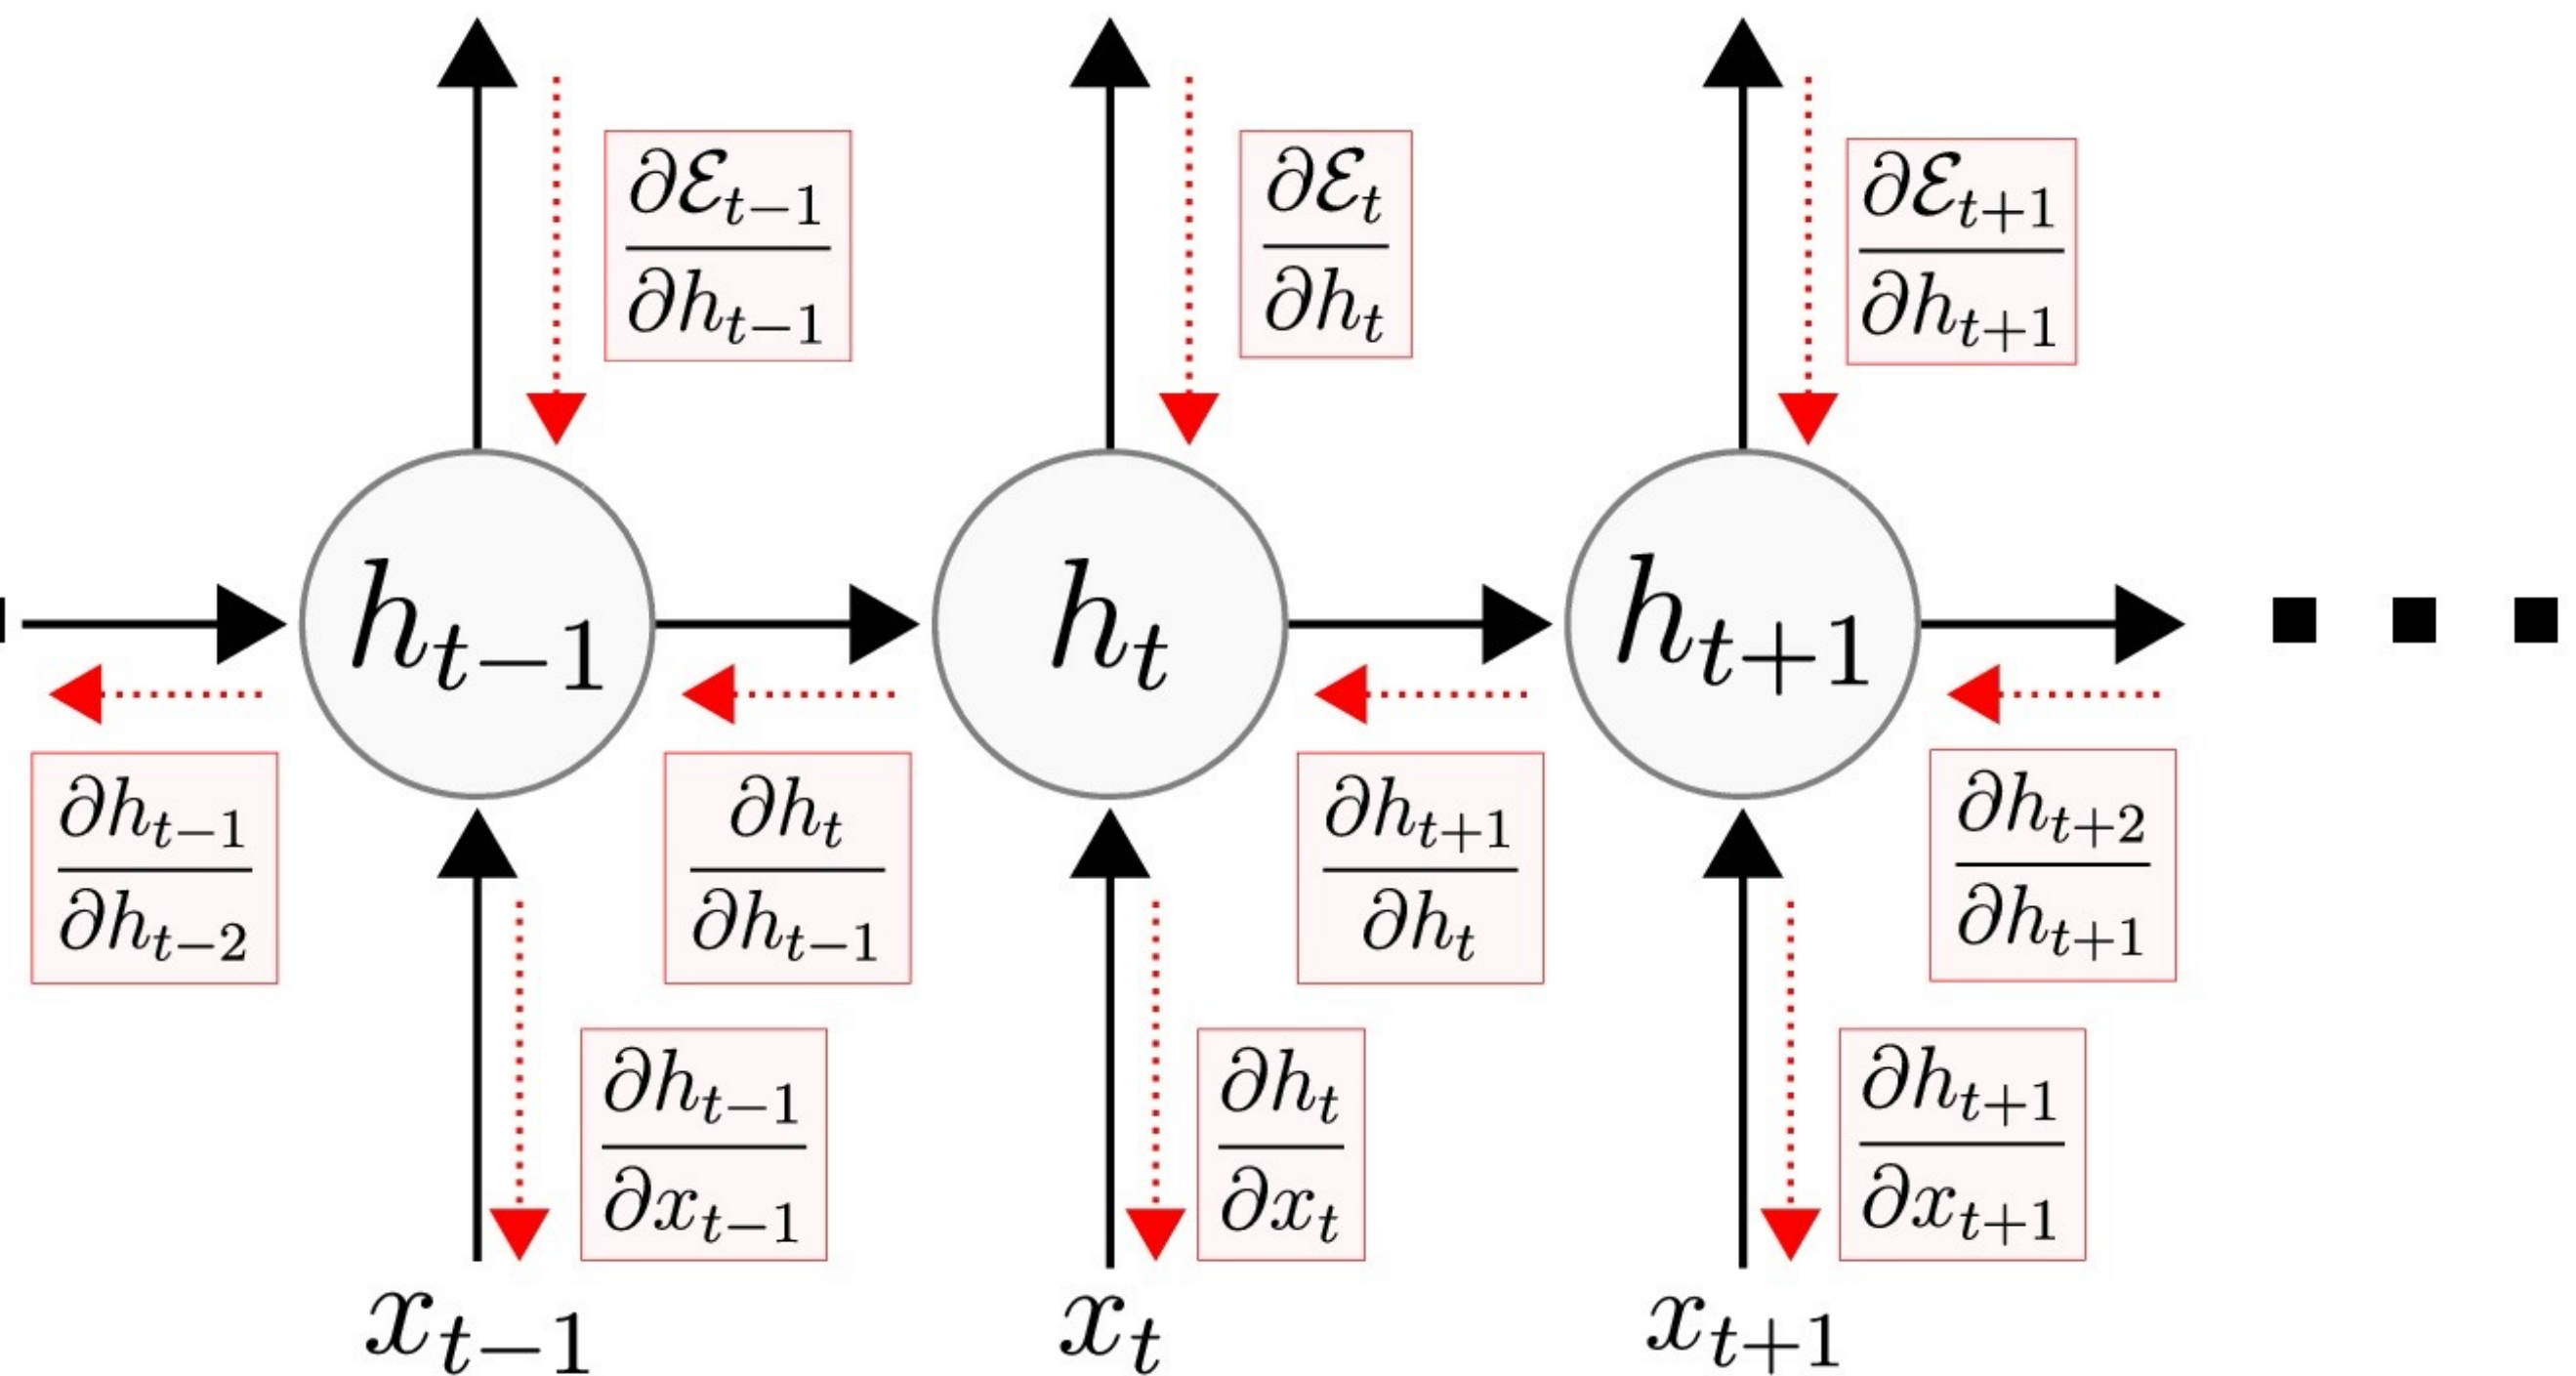 ∂ℰ_{t−1}/∂h_{t−1}
∂ℰ_t/∂h_t
∂ℰ_{t+1}/∂h_{t+1}
h_{t−1}
h_t
h_{t+1}
∂h_{t−1}/∂h_{t−2}
∂h_t/∂h_{t−1}
∂h_{t+1}/∂h_t
∂h_{t+2}/∂h_{t+1}
∂h_{t−1}/∂x_{t−1}
∂h_t/∂x_t
∂h_{t+1}/∂x_{t+1}
x_{t−1}
x_t
x_{t+1}